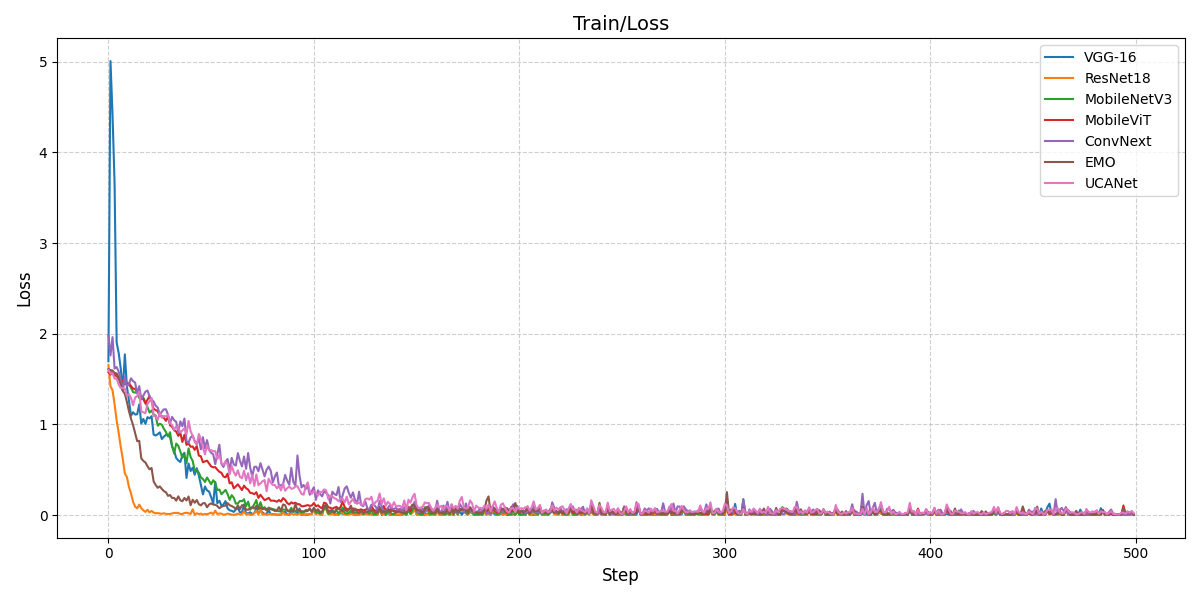 Train/Loss
Loss
5
4
3
2
1
0
0 100 200 300 400 500
Step
VGG-16
ResNet18
MobileNetV3
MobileViT
ConvNext
EMO
UCANet